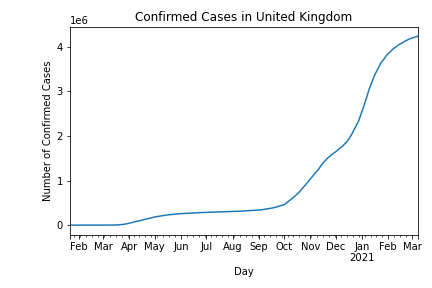 Confirmed Cases in United Kingdom
1e6
4
3
2
1
0
Number of Confirmed Cases
Feb Mar Apr May Jun Jul Aug Sep Oct Nov Dec Jan Feb Mar
2021
Day